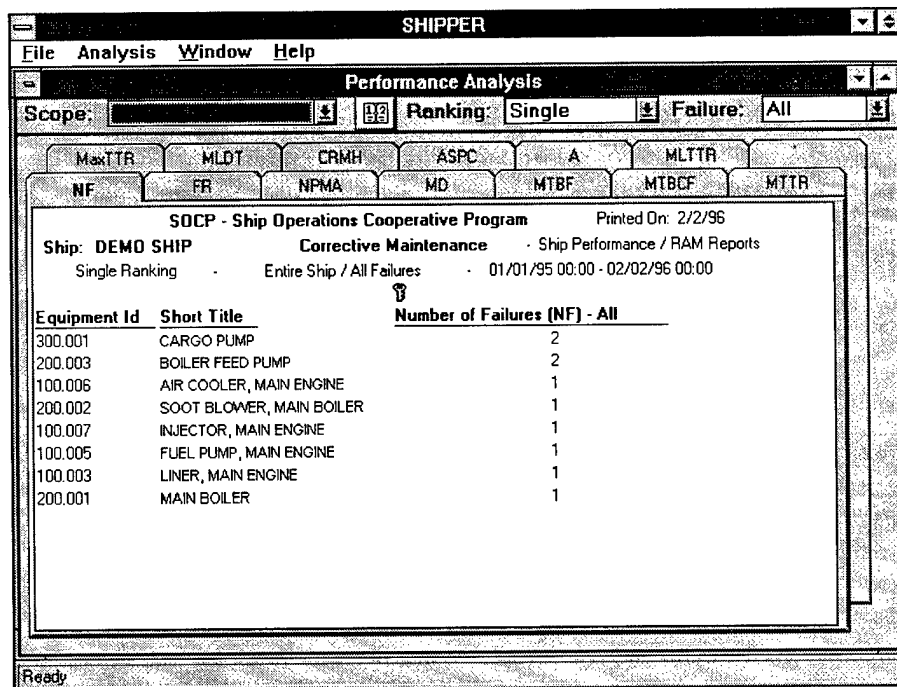 SHIPPER
File Analysis Window Help
Performance Analysis
Scope: Ranking: Single Failure: All
MaxTTR MLDT CRMH ASPC A MLTTR
NF FR NPMA MD MTBF MTBCF MTTR
SOCP - Ship Operations Cooperative Program Printed On: 2/2/96
Ship: DEMO SHIP Corrective Maintenance - Ship Performance / RAM Reports
Single Ranking - Entire Ship / All Failures - 01/01/95 00:00 - 02/02/96 00:00
Equipment Id Short Title Number of Failures (NF) - All
300.001 CARGO PUMP 2
200.003 BOILER FEED PUMP 2
100.006 AIR COOLER, MAIN ENGINE 1
200.002 SOOT BLOWER, MAIN BOILER 1
100.007 INJECTOR, MAIN ENGINE 1
100.005 FUEL PUMP, MAIN ENGINE 1
100.003 LINER, MAIN ENGINE 1
200.001 MAIN BOILER 1
Ready